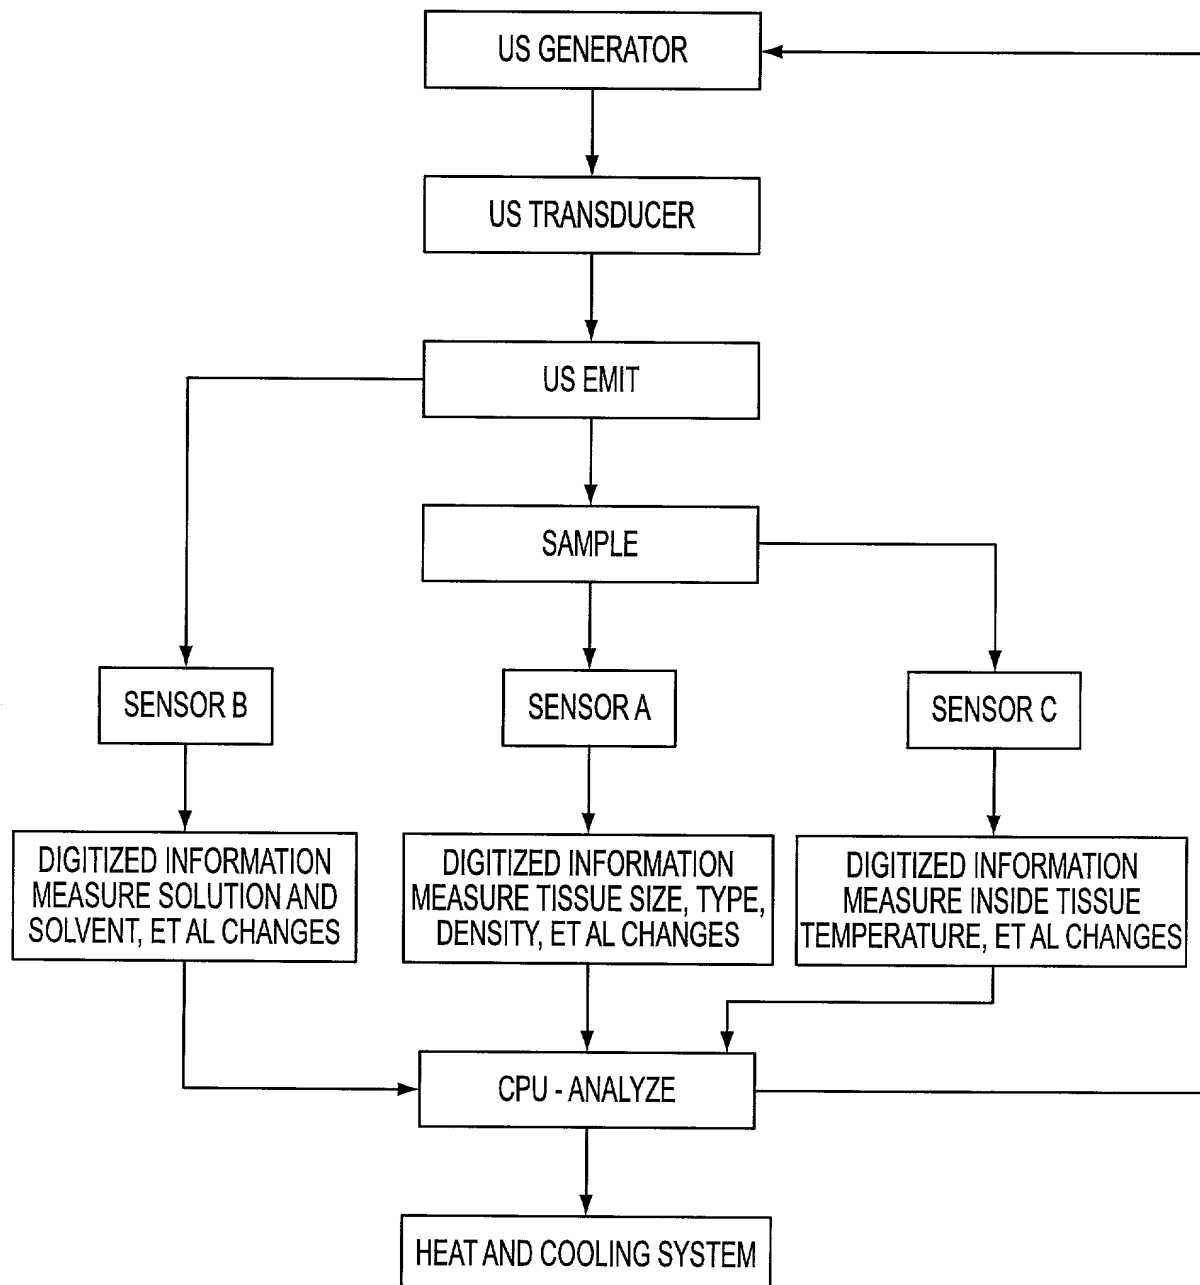 US GENERATOR
US TRANSDUCER
US EMIT
SAMPLE
SENSOR B
SENSOR A
SENSOR C
DIGITIZED INFORMATION
MEASURE SOLUTION AND
SOLVENT, ET AL CHANGES
DIGITIZED INFORMATION
MEASURE TISSUE SIZE, TYPE,
DENSITY, ET AL CHANGES
DIGITIZED INFORMATION
MEASURE INSIDE TISSUE
TEMPERATURE, ET AL CHANGES
CPU - ANALYZE
HEAT AND COOLING SYSTEM